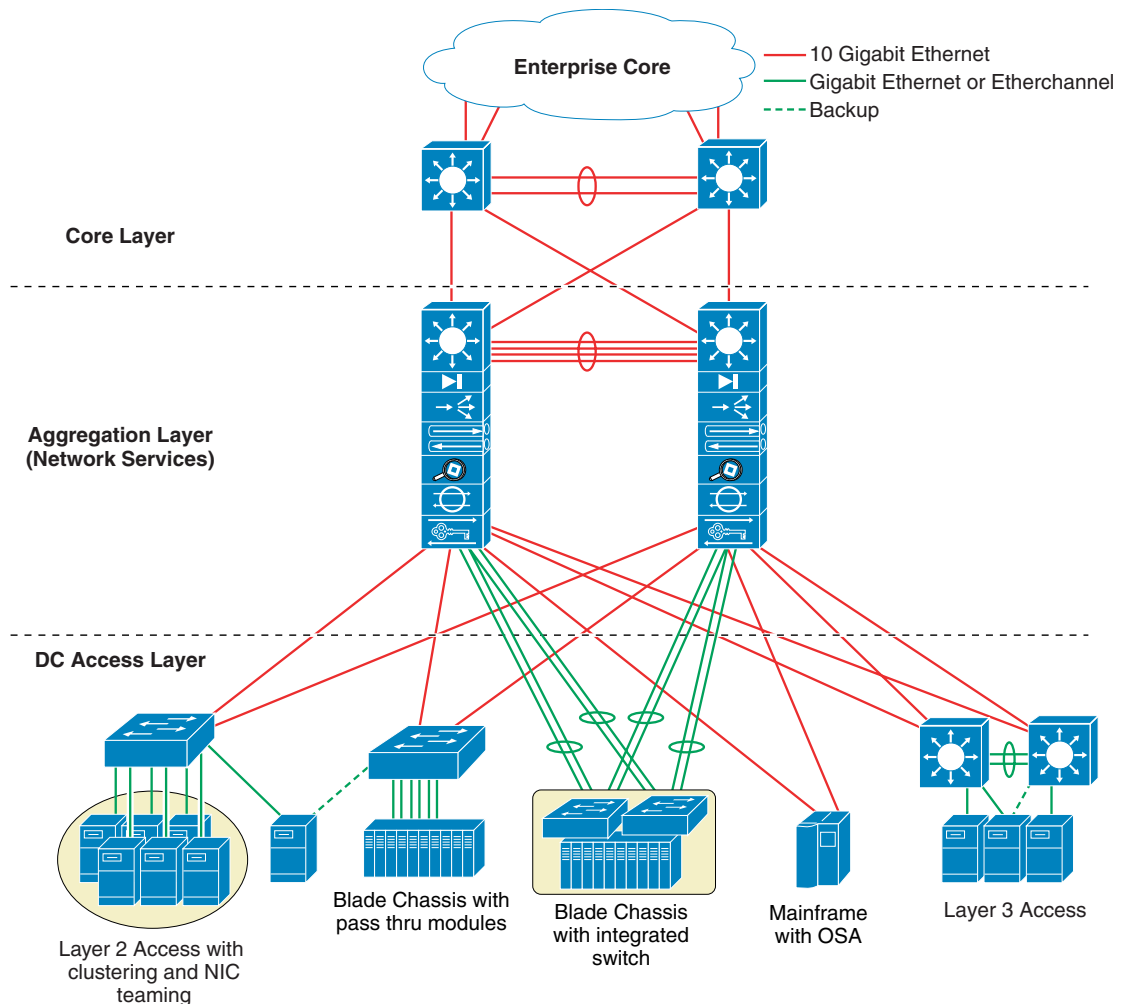 Enterprise Core
10 Gigabit Ethernet
Gigabit Ethernet or Etherchannel
Backup
Core Layer
Aggregation Layer
(Network Services)
DC Access Layer
Layer 2 Access with
clustering and NIC
teaming
Blade Chassis with
pass thru modules
Blade Chassis
with integrated
switch
Mainframe
with OSA
Layer 3 Access